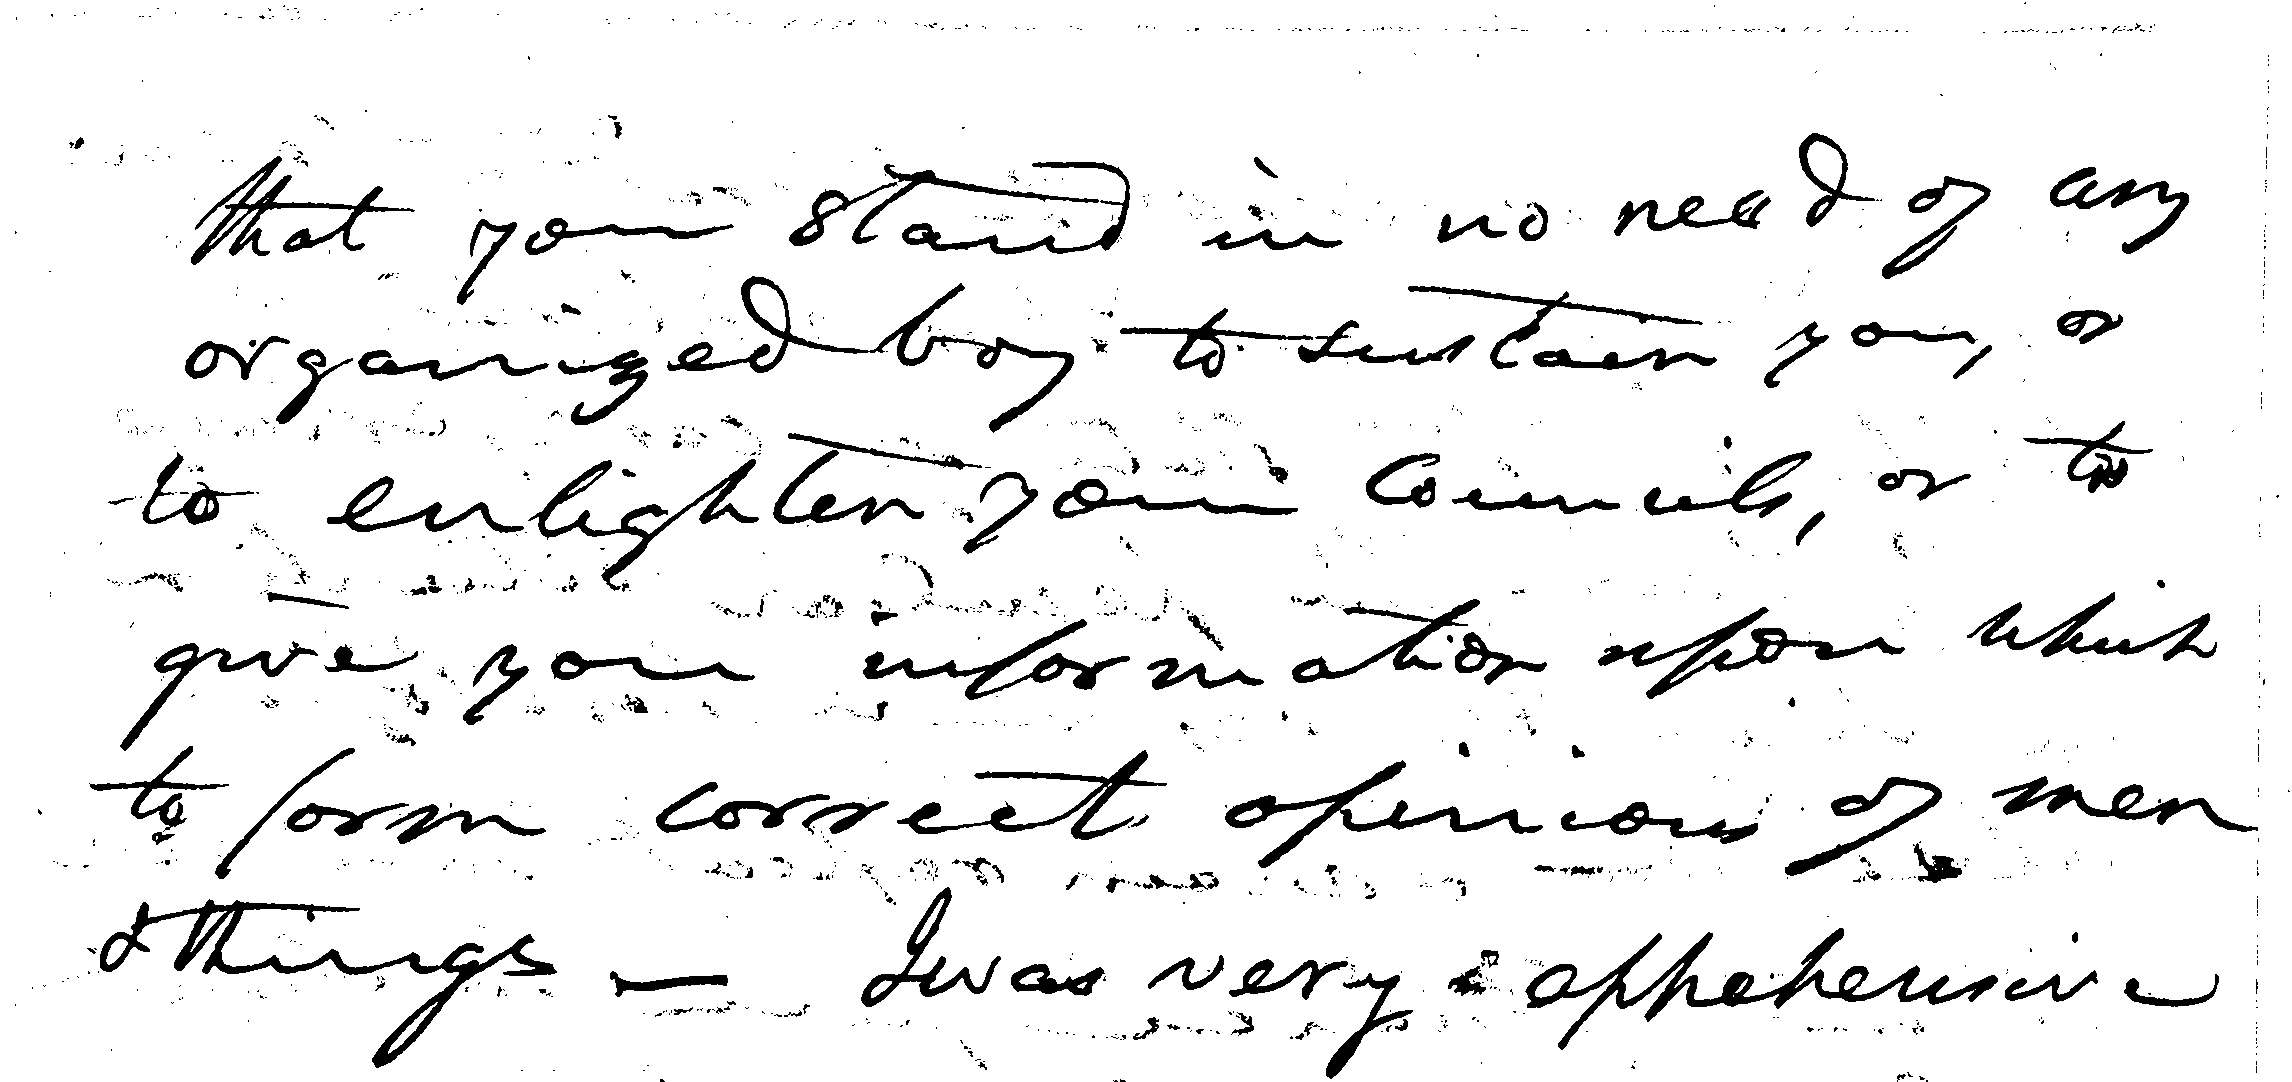 that you stand in no need of any
organized boy to sustain you, or
to enlighten your Councils, or to
give you information upon which
to form correct opinions of men
& things — I was very apprehensive